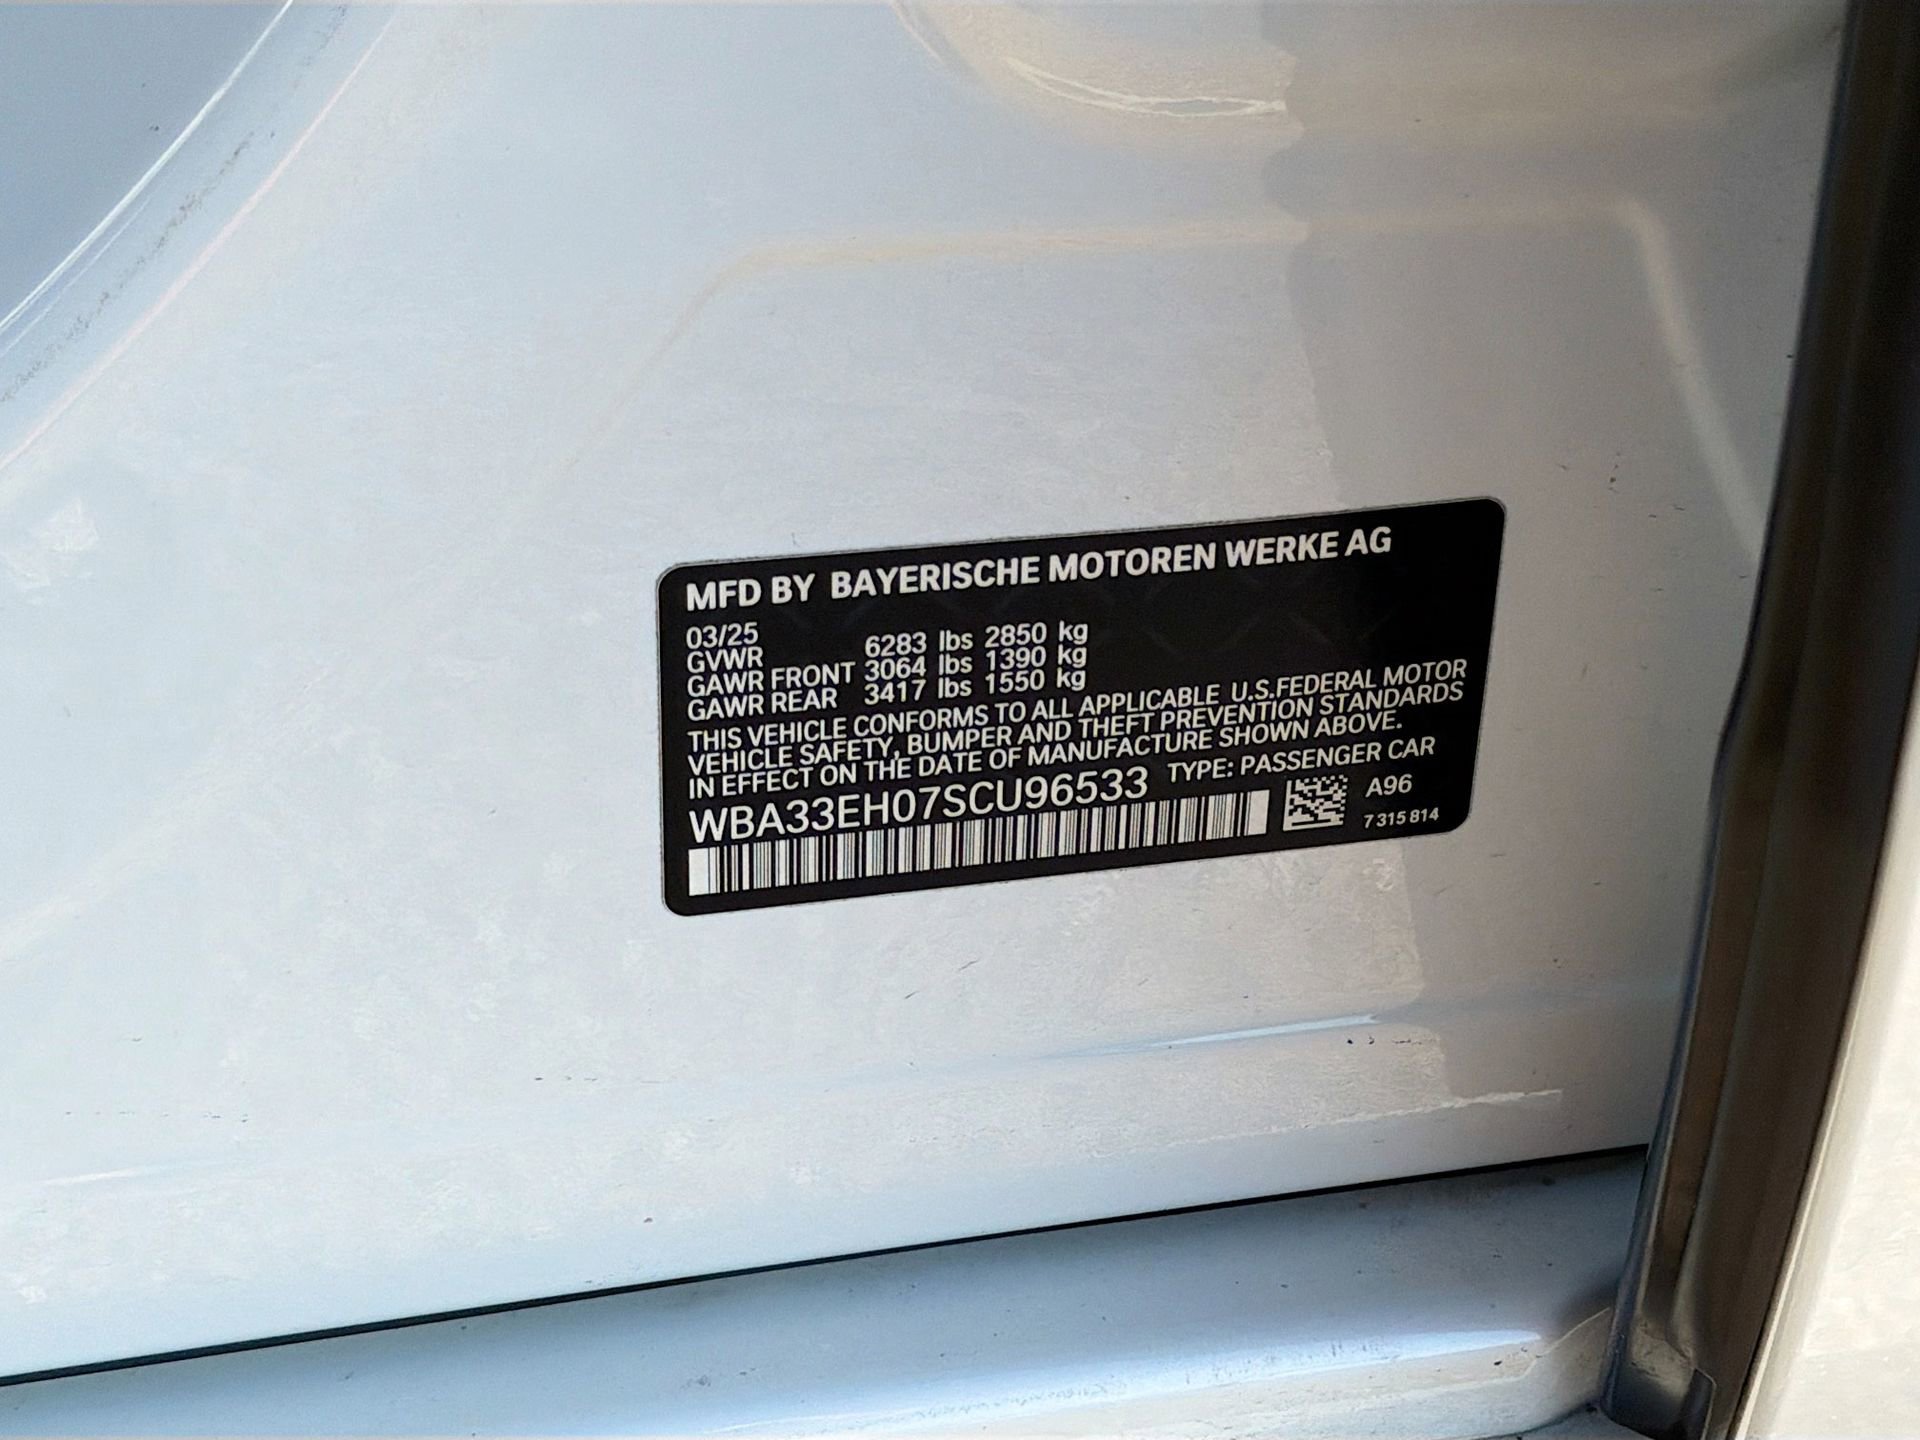 MFD BY BAYERISCHE MOTOREN WERKE AG
03/25
GVWR 6283 lbs 2850 kg
GAWR FRONT 3064 lbs 1390 kg
GAWR REAR 3417 lbs 1550 kg
THIS VEHICLE CONFORMS TO ALL APPLICABLE U.S.FEDERAL MOTOR
VEHICLE SAFETY, BUMPER AND THEFT PREVENTION STANDARDS
IN EFFECT ON THE DATE OF MANUFACTURE SHOWN ABOVE.
WBA33EH07SCU96533 TYPE: PASSENGER CAR
A96
7 315 814